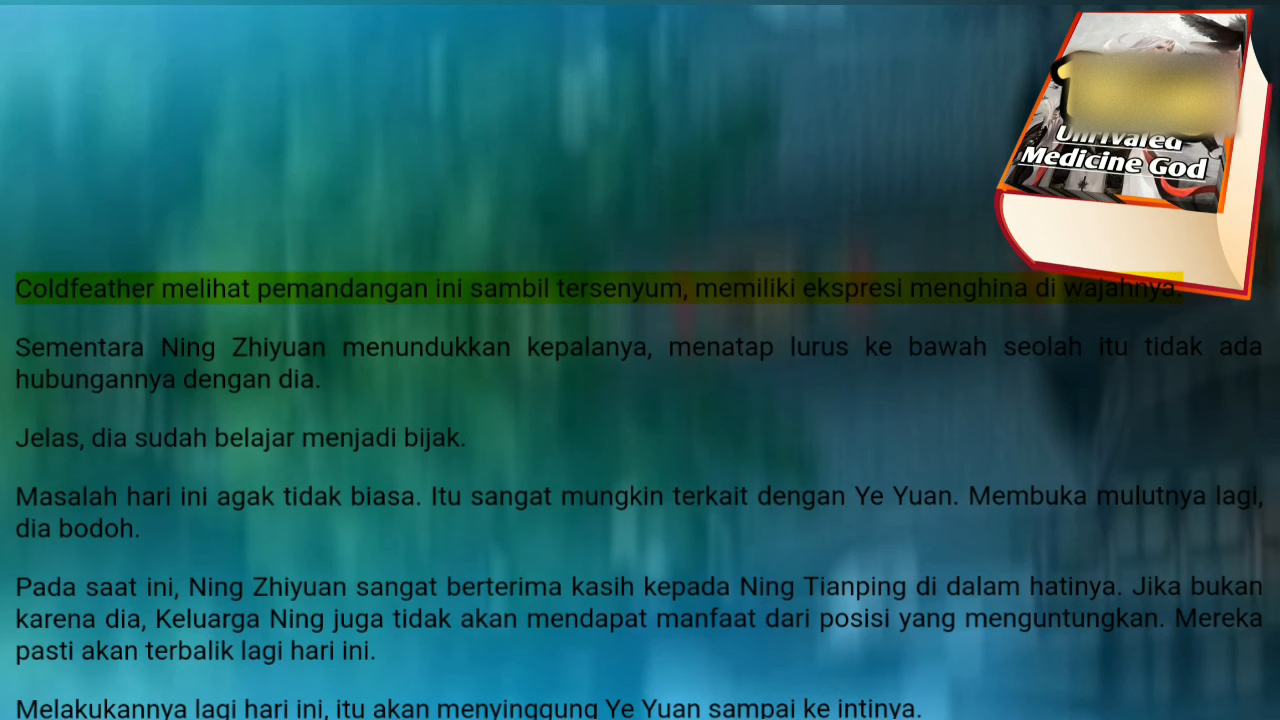 Unrivaled
Medicine God
Coldfeather melihat pemandangan ini sambil tersenyum, memiliki ekspresi menghina di wajahnya.
Sementara Ning Zhiyuan menundukkan kepalanya, menatap lurus ke bawah seolah itu tidak ada
hubungannya dengan dia.
Jelas, dia sudah belajar menjadi bijak.
Masalah hari ini agak tidak biasa. Itu sangat mungkin terkait dengan Ye Yuan. Membuka mulutnya lagi,
dia bodoh.
Pada saat ini, Ning Zhiyuan sangat berterima kasih kepada Ning Tianping di dalam hatinya. Jika bukan
karena dia, Keluarga Ning juga tidak akan mendapat manfaat dari posisi yang menguntungkan. Mereka
pasti akan terbalik lagi hari ini.
Melakukannya lagi hari ini, itu akan menyinggung Ye Yuan sampai ke intinya.